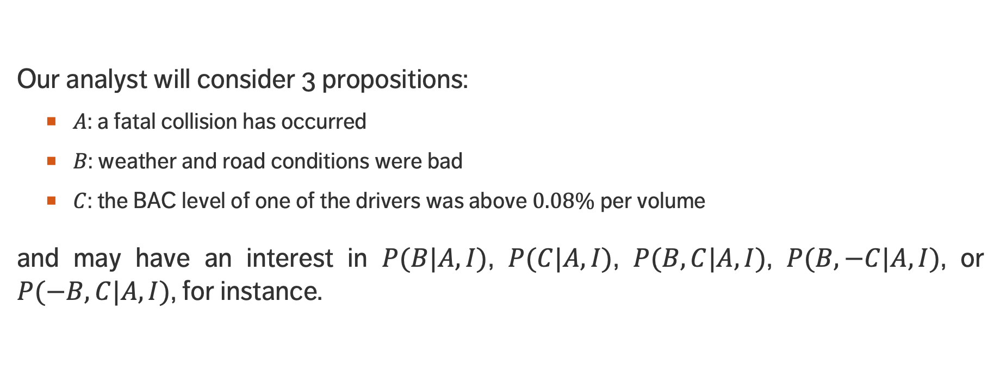 Our analyst will consider 3 propositions:
▪ A: a fatal collision has occurred
▪ B: weather and road conditions were bad
▪ C: the BAC level of one of the drivers was above 0.08% per volume
and may have an interest in P(B|A, I), P(C|A, I), P(B, C|A, I), P(B, −C|A, I), or
P(−B, C|A, I), for instance.